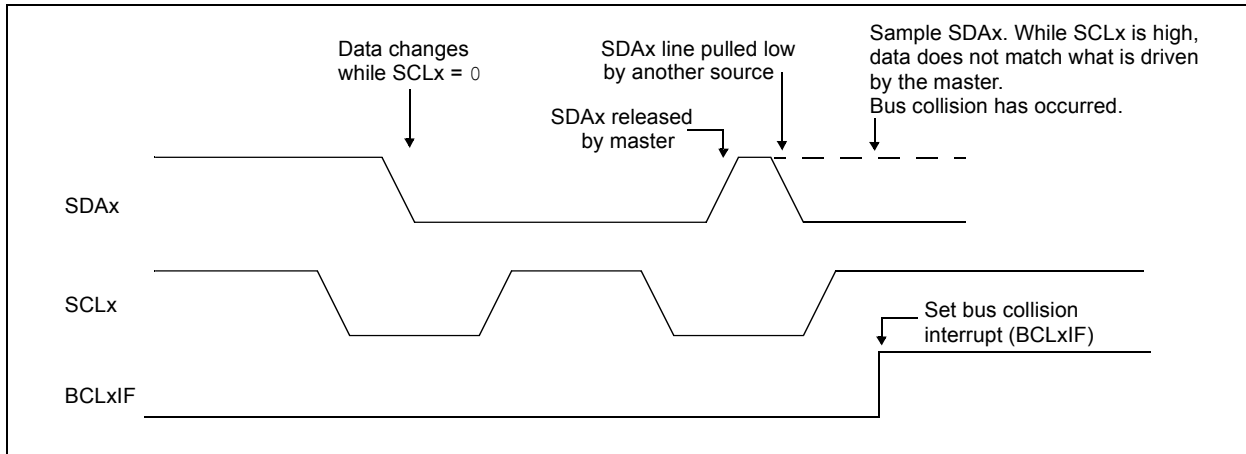 Data changes
while SCLx = 0
SDAx line pulled low
by another source
SDAx released
by master
Sample SDAx. While SCLx is high,
data does not match what is driven
by the master.
Bus collision has occurred.
SDAx
SCLx
Set bus collision
interrupt (BCLxIF)
BCLxIF